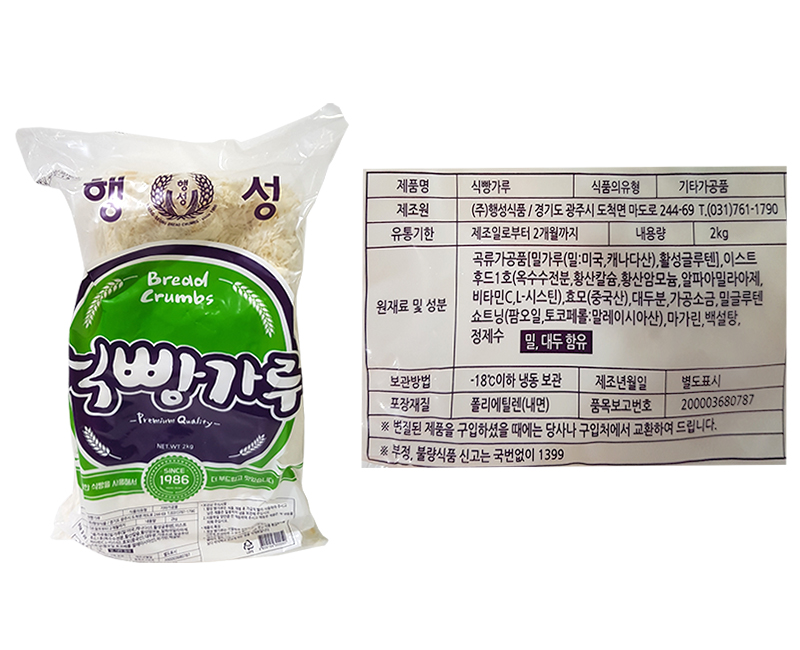 행성
행 성
Bread
Crumbs
식빵가루
Premium Quality
NET.WT 2kg
SINCE
1986
더 부드럽고 맛있습니다
제품명 식빵가루 식품의유형 기타가공품
제조원 (주)행성식품 / 경기도 광주시 도척면 마도로 244-69 T.(031)761-1790
유통기한 제조일로부터 2개월까지 내용량 2kg
원재료 및 성분
곡류가공품[밀가루(밀:미국,캐나다산),활성글루텐],이스트
후드1호(옥수수전분,황산칼슘,황산암모늄,알파아밀라아제,
비타민C,L-시스틴),효모(중국산),대두분,가공소금,밀글루텐
쇼트닝(팜오일,토코페롤:말레이시아산),마가린,백설탕,
정제수 밀, 대두 함유
보관방법 -18℃이하 냉동 보관 제조년월일 별도표시
포장재질 폴리에틸렌(내면) 품목보고번호 200003680787
※ 변질된 제품을 구입하셨을 때에는 당사나 구입처에서 교환하여 드립니다.
※ 부정, 불량식품 신고는 국번없이 1399